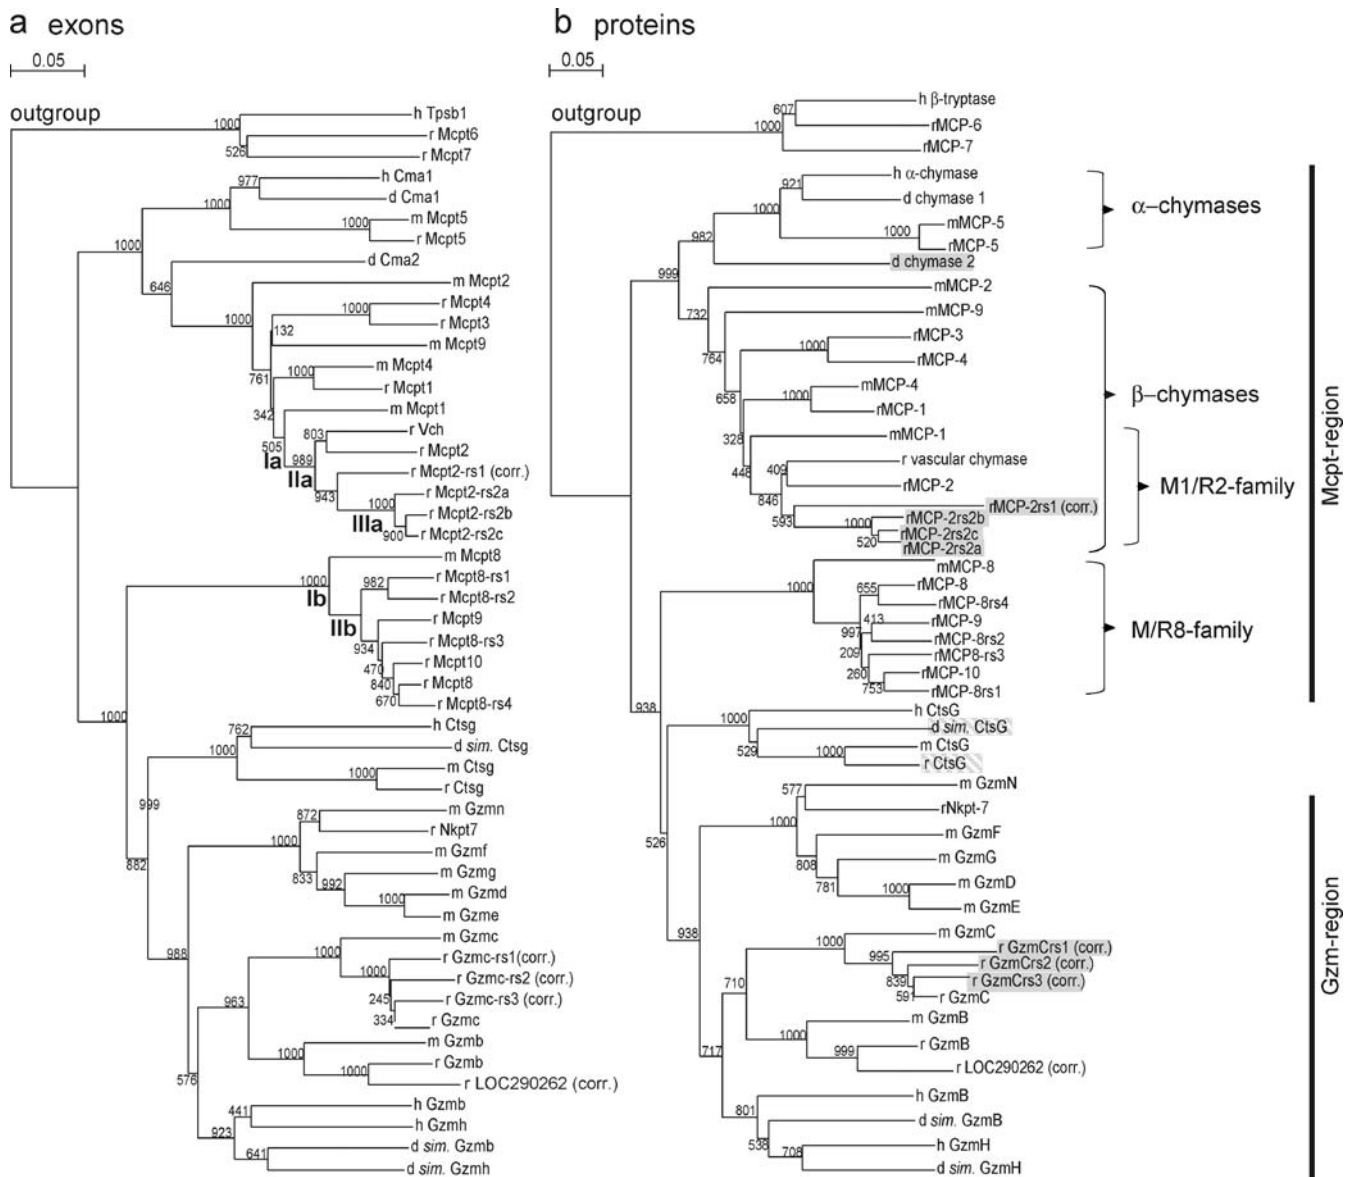 a exons
0.05
outgroup
h Tpsb1
1000
r Mcpt6
526
r Mcpt7
h Cma1
977
d Cma1
1000
m Mcpt5
1000
r Mcpt5
1000
d Cma2
646
m Mcpt2
r Mcpt4
1000
r Mcpt3
1000
132
m Mcpt9
761
m Mcpt4
1000
r Mcpt1
342
m Mcpt1
505
Ia
r Vch
803
r Mcpt2
989
IIa
r Mcpt2-rs1 (corr.)
943
r Mcpt2-rs2a
1000
r Mcpt2-rs2b
IIIa
900
r Mcpt2-rs2c
m Mcpt8
1000
Ib
r Mcpt8-rs1
982
r Mcpt8-rs2
IIb
r Mcpt9
934
r Mcpt8-rs3
470
r Mcpt10
840
r Mcpt8
670
r Mcpt8-rs4
1000
h Ctsg
762
d sim. Ctsg
1000
m Ctsg
1000
r Ctsg
999
882
m Gzmn
872
r Nkpt7
1000
m Gzmf
833
m Gzmg
992
m Gzmd
1000
m Gzme
988
m Gzmc
1000
r Gzmc-rs1(corr.)
1000
r Gzmc-rs2 (corr.)
245
r Gzmc-rs3 (corr.)
334
r Gzmc
963
m Gzmb
1000
r Gzmb
1000
r LOC290262 (corr.)
576
h Gzmb
441
h Gzmh
923
d sim. Gzmb
641
d sim. Gzmh
b proteins
0.05
outgroup
h β-tryptase
607
rMCP-6
1000
rMCP-7
h α-chymase
921
d chymase 1
1000
mMCP-5
1000
rMCP-5
982
d chymase 2
999
mMCP-2
732
mMCP-9
764
rMCP-3
1000
rMCP-4
658
mMCP-4
1000
rMCP-1
328
mMCP-1
448
r vascular chymase
409
rMCP-2
846
rMCP-2rs1 (corr.)
593
rMCP-2rs2b
1000
rMCP-2rs2c
520
rMCP-2rs2a
mMCP-8
1000
rMCP-8
655
rMCP-8rs4
rMCP-9
413
997
rMCP-8rs2
209
rMCP8-rs3
260
rMCP-10
753
rMCP-8rs1
938
h CtsG
1000
d sim. CtsG
529
m CtsG
1000
r CtsG
526
m GzmN
577
rNkpt-7
1000
m GzmF
808
m GzmG
781
m GzmD
1000
m GzmE
938
m GzmC
1000
r GzmCrs1 (corr.)
995
r GzmCrs2 (corr.)
839
r GzmCrs3 (corr.)
591
r GzmC
710
m GzmB
1000
r GzmB
999
r LOC290262 (corr.)
717
h GzmB
801
d sim. GzmB
538
h GzmH
708
d sim. GzmH
α–chymases
β–chymases
M1/R2-family
M/R8-family
Mcpt-region
Gzm-region